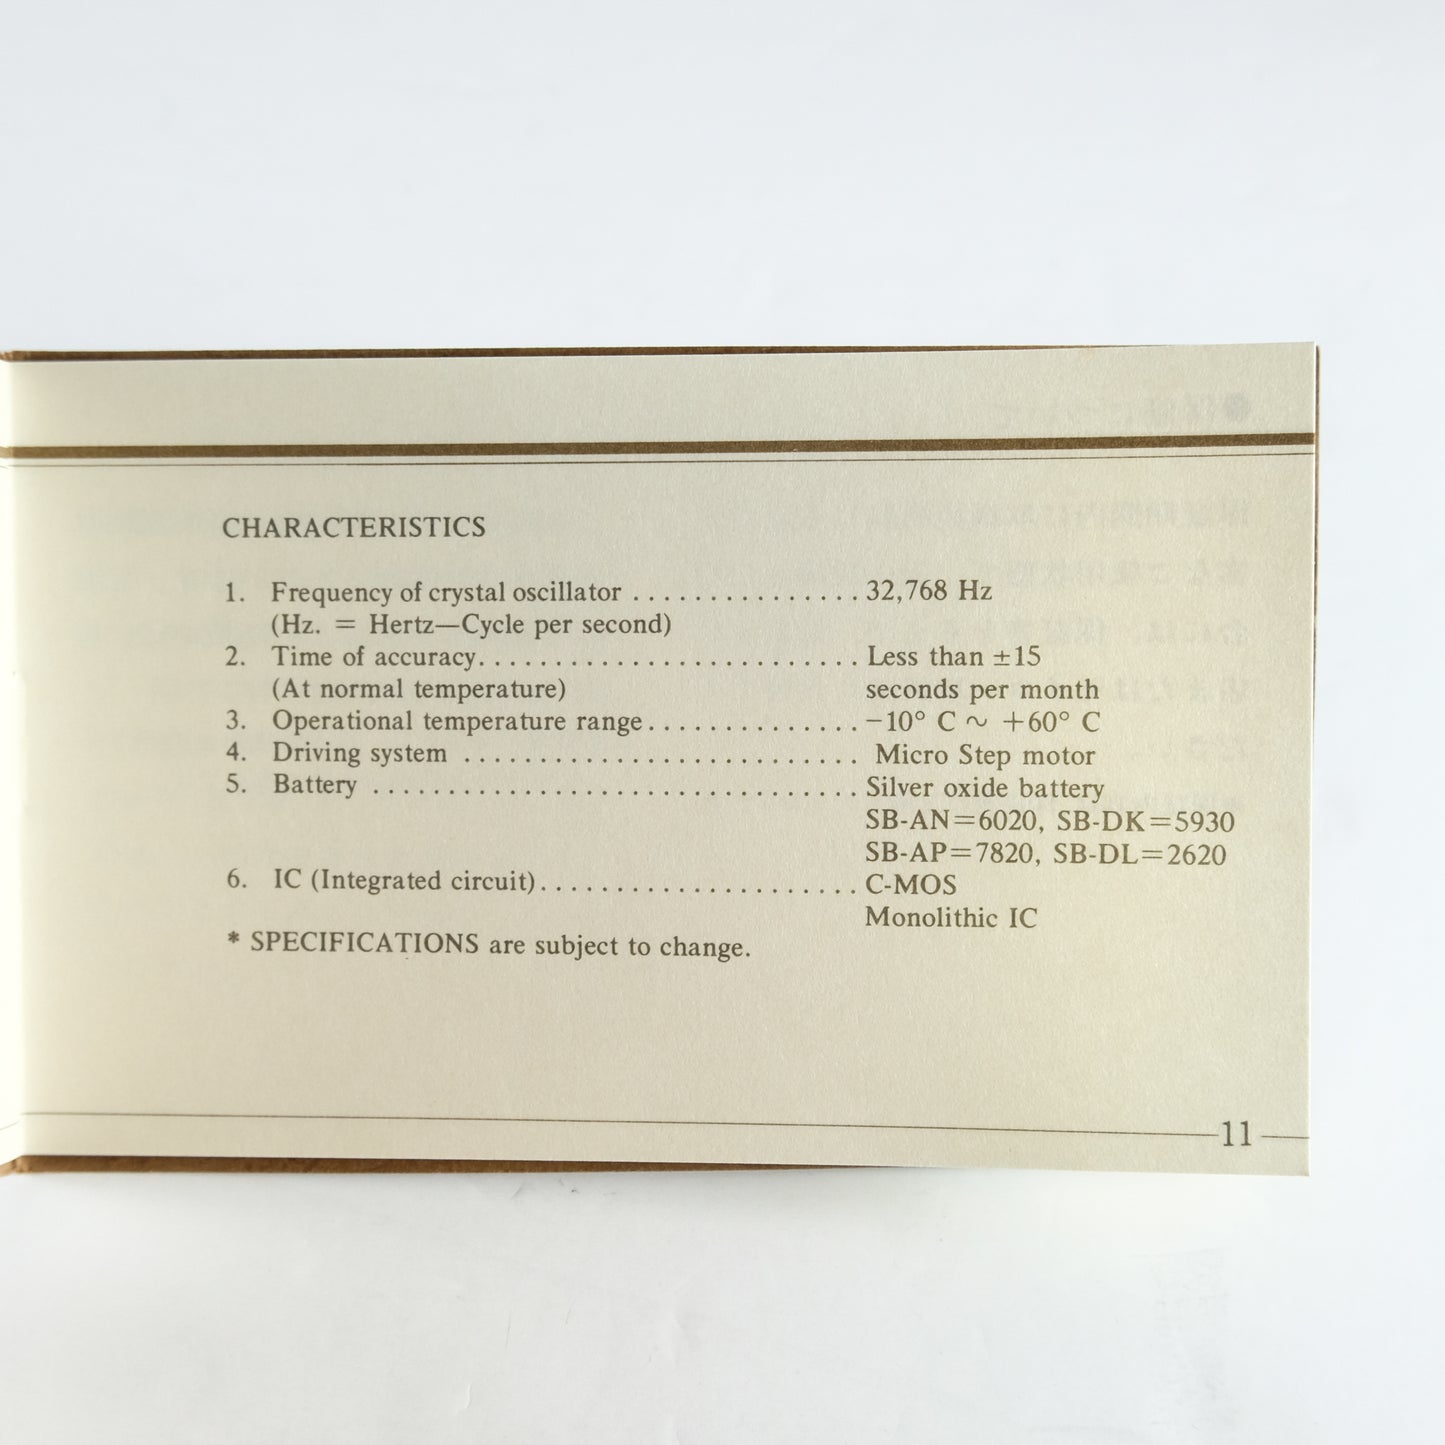 CHARACTERISTICS
1. Frequency of crystal oscillator ............... 32,768 Hz
(Hz. = Hertz—Cycle per second)
2. Time of accuracy......................... Less than ±15
(At normal temperature) seconds per month
3. Operational temperature range.............. −10° C ~ +60° C
4. Driving system .......................... Micro Step motor
5. Battery ................................ Silver oxide battery
SB-AN=6020, SB-DK=5930
SB-AP=7820, SB-DL=2620
6. IC (Integrated circuit)..................... C-MOS
Monolithic IC
* SPECIFICATIONS are subject to change.
11